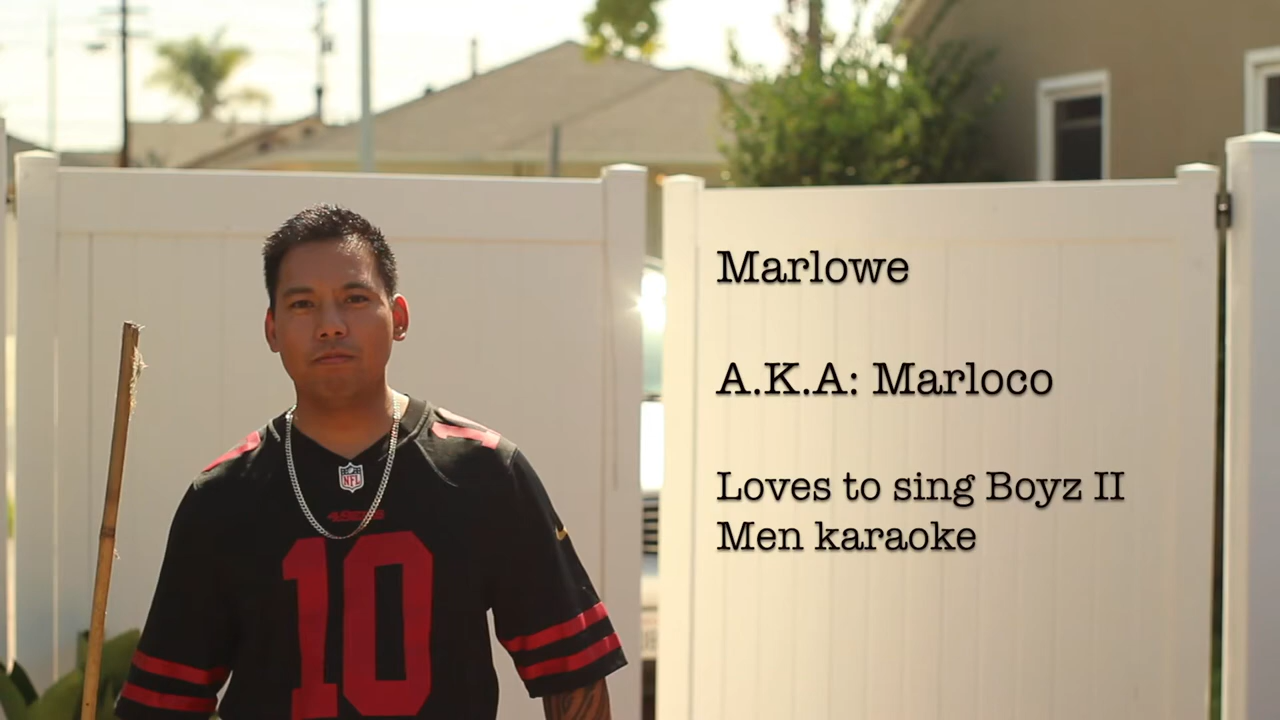 Marlowe
A.K.A: Marloco
Loves to sing Boyz II
Men karaoke
NFL
49ERS
10